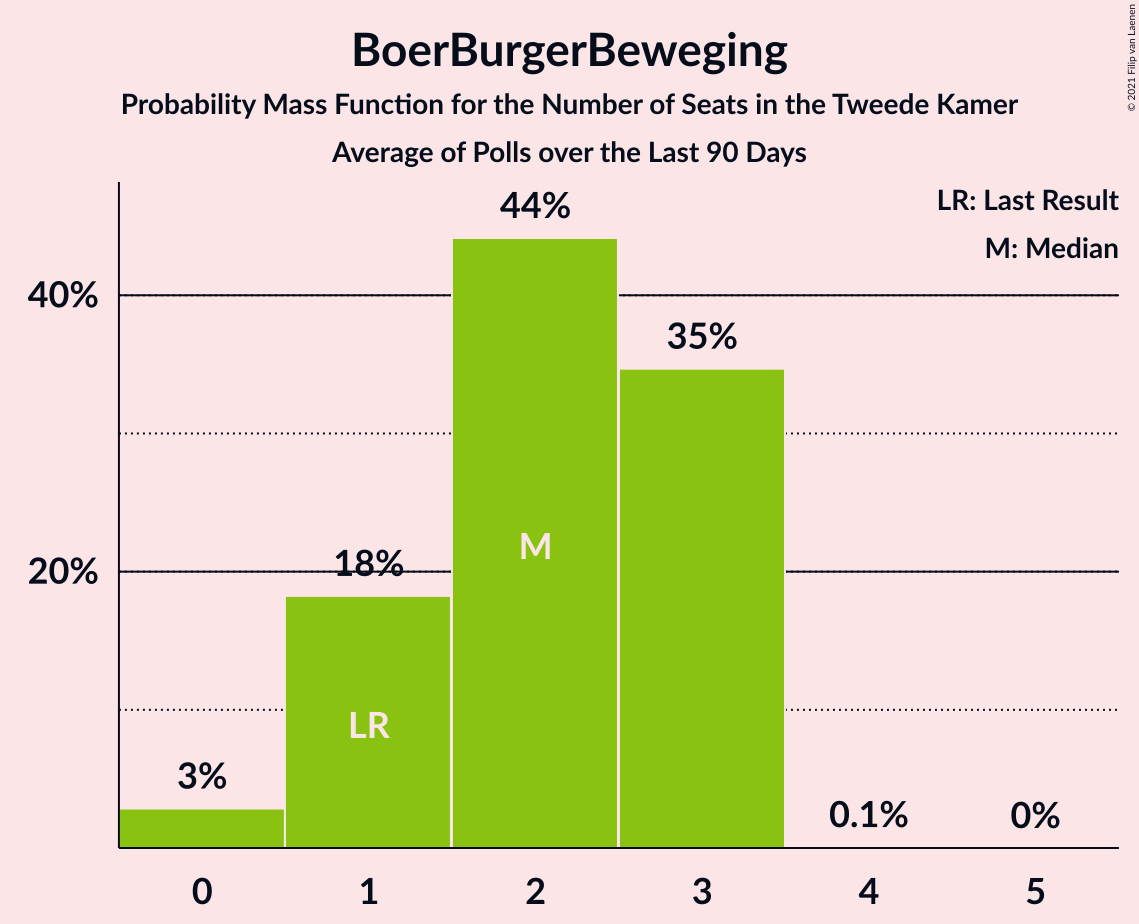 BoerBurgerBeweging
Probability Mass Function for the Number of Seats in the Tweede Kamer
Average of Polls over the Last 90 Days
© 2021 Filip van Laenen
LR: Last Result
M: Median
44%
40%
35%
M
18%
20%
LR
3%
0.1%
0%
0 1 2 3 4 5